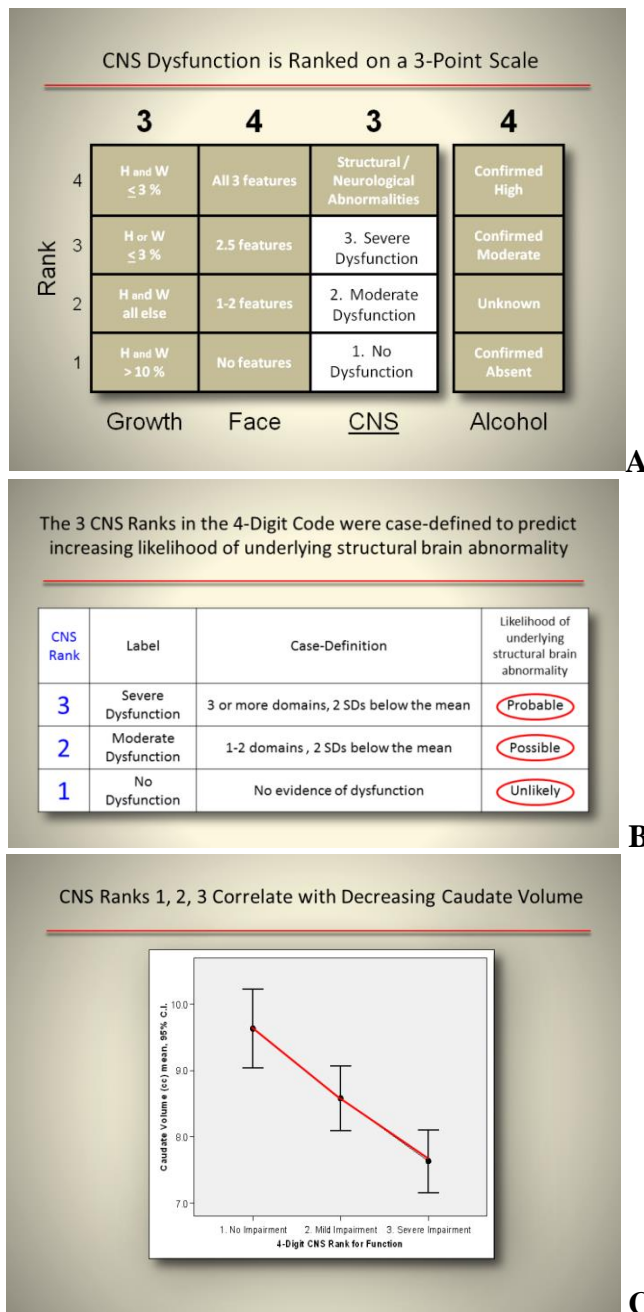 CNS Dysfunction is Ranked on a 3-Point Scale
3 4 3 4
Rank
4
H and W
≤ 3 %
All 3 features
Structural /
Neurological
Abnormalities
Confirmed
High
3
H or W
≤ 3 %
2.5 features
3. Severe
Dysfunction
Confirmed
Moderate
2
H and W
all else
1-2 features
2. Moderate
Dysfunction
Unknown
1
H and W
> 10 %
No features
1. No
Dysfunction
Confirmed
Absent
Growth Face CNS Alcohol
A
The 3 CNS Ranks in the 4-Digit Code were case-defined to predict
increasing likelihood of underlying structural brain abnormality
CNS
Rank
Label
Case-Definition
Likelihood of
underlying
structural brain
abnormality
3
Severe
Dysfunction
3 or more domains, 2 SDs below the mean
Probable
2
Moderate
Dysfunction
1-2 domains , 2 SDs below the mean
Possible
1
No
Dysfunction
No evidence of dysfunction
Unlikely
B
CNS Ranks 1, 2, 3 Correlate with Decreasing Caudate Volume
Caudate Volume (cc) mean, 95% C.I.
10.0
9.0
8.0
7.0
1. No Impairment 2. Mild Impairment 3. Severe Impairment
4-Digit CNS Rank for Function
C